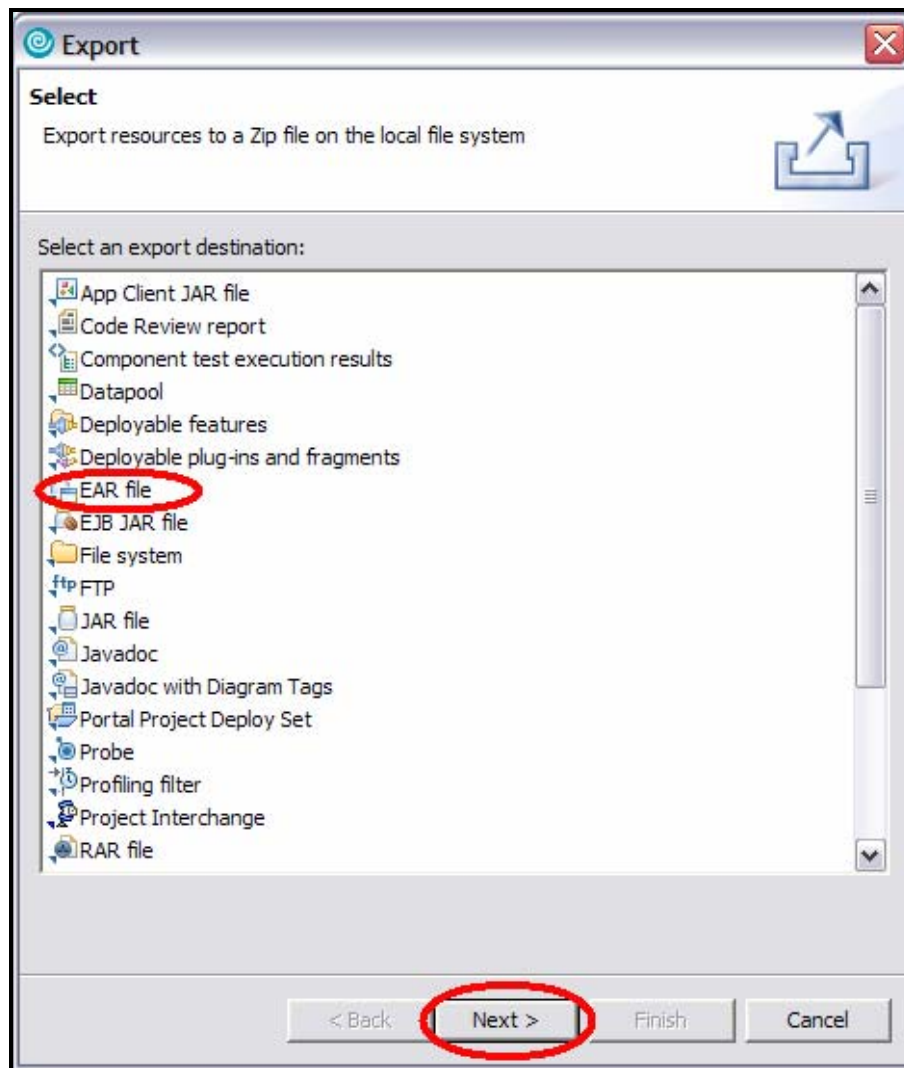 Export
Select
Export resources to a Zip file on the local file system
Select an export destination:
App Client JAR file
Code Review report
Component test execution results
Datapool
Deployable features
Deployable plug-ins and fragments
EAR file
EJB JAR file
File system
ftp FTP
JAR file
Javadoc
Javadoc with Diagram Tags
Portal Project Deploy Set
Probe
Profiling filter
Project Interchange
RAR file
< Back Next > Finish Cancel